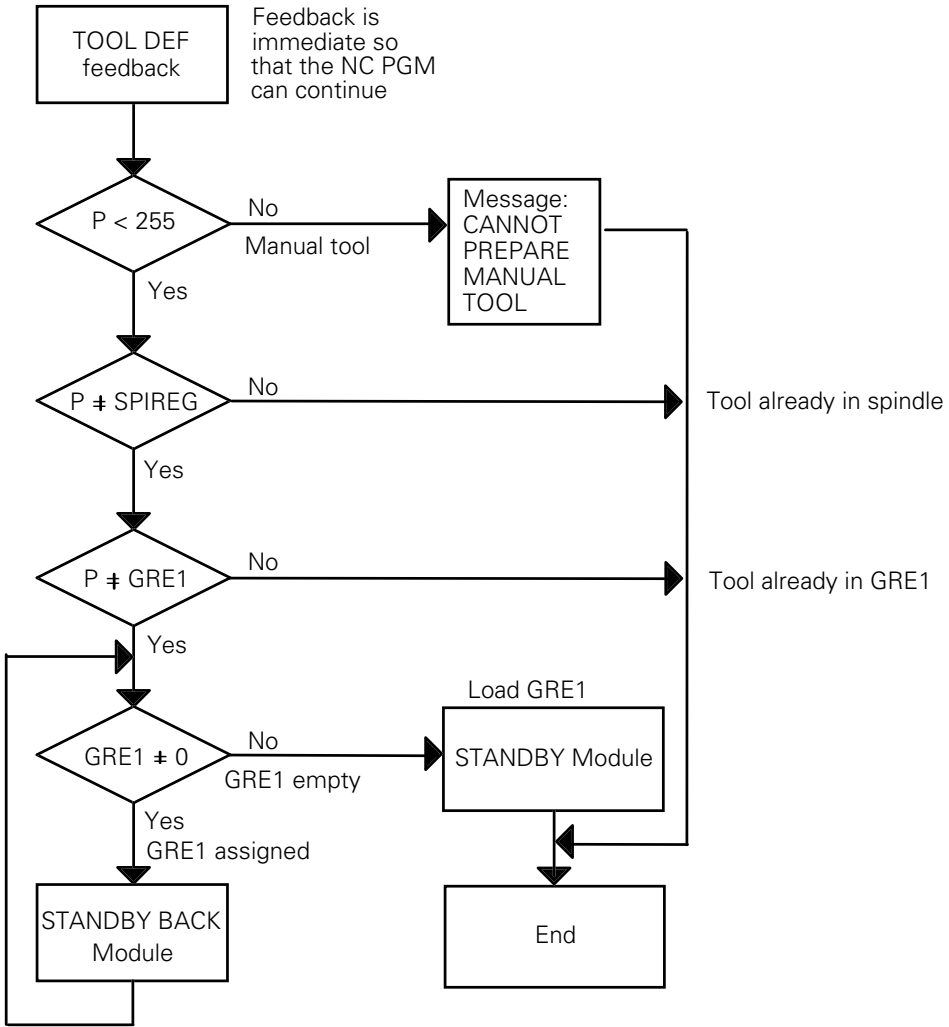 TOOL DEF
feedback
Feedback is
immediate so
that the NC PGM
can continue
P < 255
No
Manual tool
Message:
CANNOT
PREPARE
MANUAL
TOOL
Yes
P ‡ SPIREG
No
Tool already in spindle
Yes
P ‡ GRE1
No
Tool already in GRE1
Yes
Load GRE1
GRE1 ‡ 0
No
GRE1 empty
STANDBY Module
Yes
GRE1 assigned
STANDBY BACK
Module
End